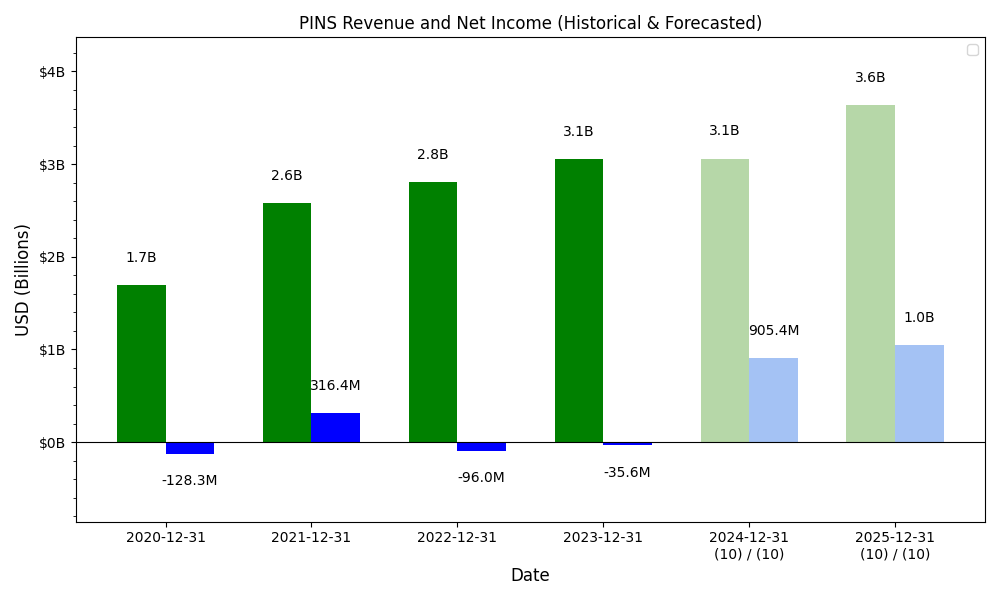 PINS Revenue and Net Income (Historical & Forecasted)
USD (Billions)
$4B
$3B
$2B
$1B
$0B
1.7B
2.6B
2.8B
3.1B
3.1B
3.6B
-128.3M
316.4M
-96.0M
-35.6M
905.4M
1.0B
2020-12-31
2021-12-31
2022-12-31
2023-12-31
2024-12-31
(10) / (10)
2025-12-31
(10) / (10)
Date